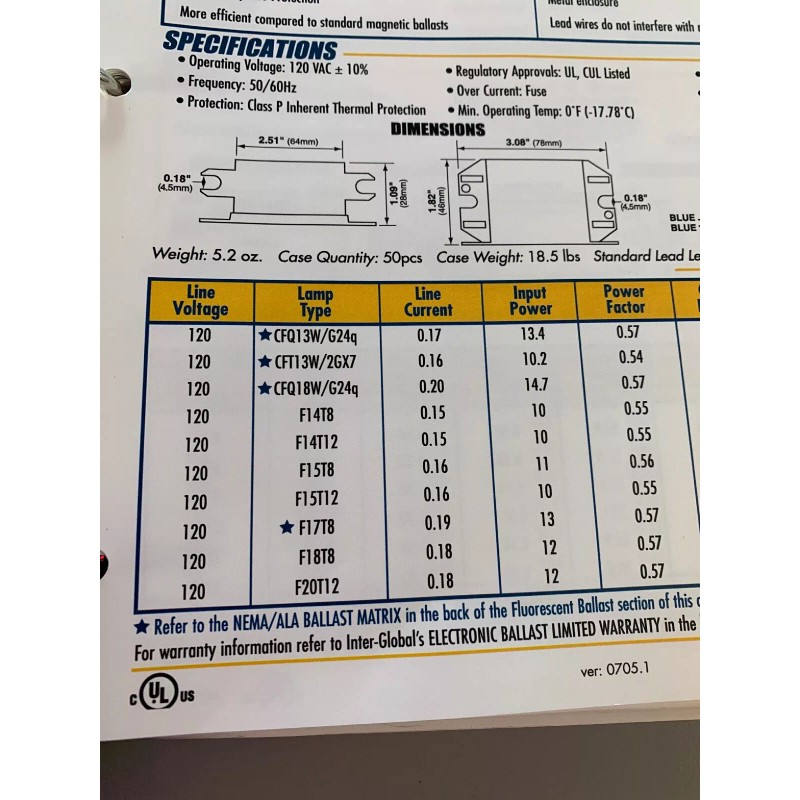 More efficient compared to standard magnetic ballasts
Metal enclosure
Lead wires do not interfere with
SPECIFICATIONS
• Operating Voltage: 120 VAC ± 10%
• Frequency: 50/60Hz
• Protection: Class P Inherent Thermal Protection
• Regulatory Approvals: UL, CUL Listed
• Over Current: Fuse
• Min. Operating Temp: 0°F (-17.78°C)
DIMENSIONS
2.51" (64mm)
0.18"
(4.5mm)
1.09"
(28mm)
3.08" (78mm)
1.82"
(46mm)
0.18"
(4.5mm)
BLUE
BLUE
Weight: 5.2 oz. Case Quantity: 50pcs Case Weight: 18.5 lbs Standard Lead
Line Voltage Lamp Type Line Current Input Power Power Factor
120 ★CFQ13W/G24q 0.17 13.4 0.57
120 ★CFT13W/2GX7 0.16 10.2 0.54
120 ★CFQ18W/G24q 0.20 14.7 0.57
120 F14T8 0.15 10 0.55
120 F14T12 0.15 10 0.55
120 F15T8 0.16 11 0.56
120 F15T12 0.16 10 0.55
120 ★ F17T8 0.19 13 0.57
120 F18T8 0.18 12 0.57
120 F20T12 0.18 12 0.57
★ Refer to the NEMA/ALA BALLAST MATRIX in the back of the Fluorescent Ballast section of this
For warranty information refer to Inter-Global's ELECTRONIC BALLAST LIMITED WARRANTY in the
ver: 0705.1
c UL US